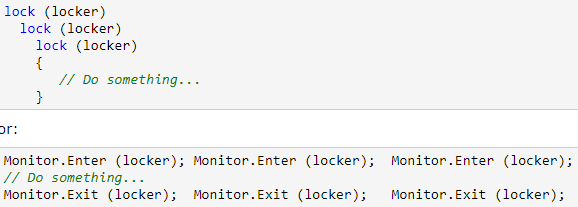 lock (locker)
lock (locker)
lock (locker)
{
// Do something...
}
or:
Monitor.Enter (locker); Monitor.Enter (locker); Monitor.Enter (locker);
// Do something...
Monitor.Exit (locker); Monitor.Exit (locker); Monitor.Exit (locker);